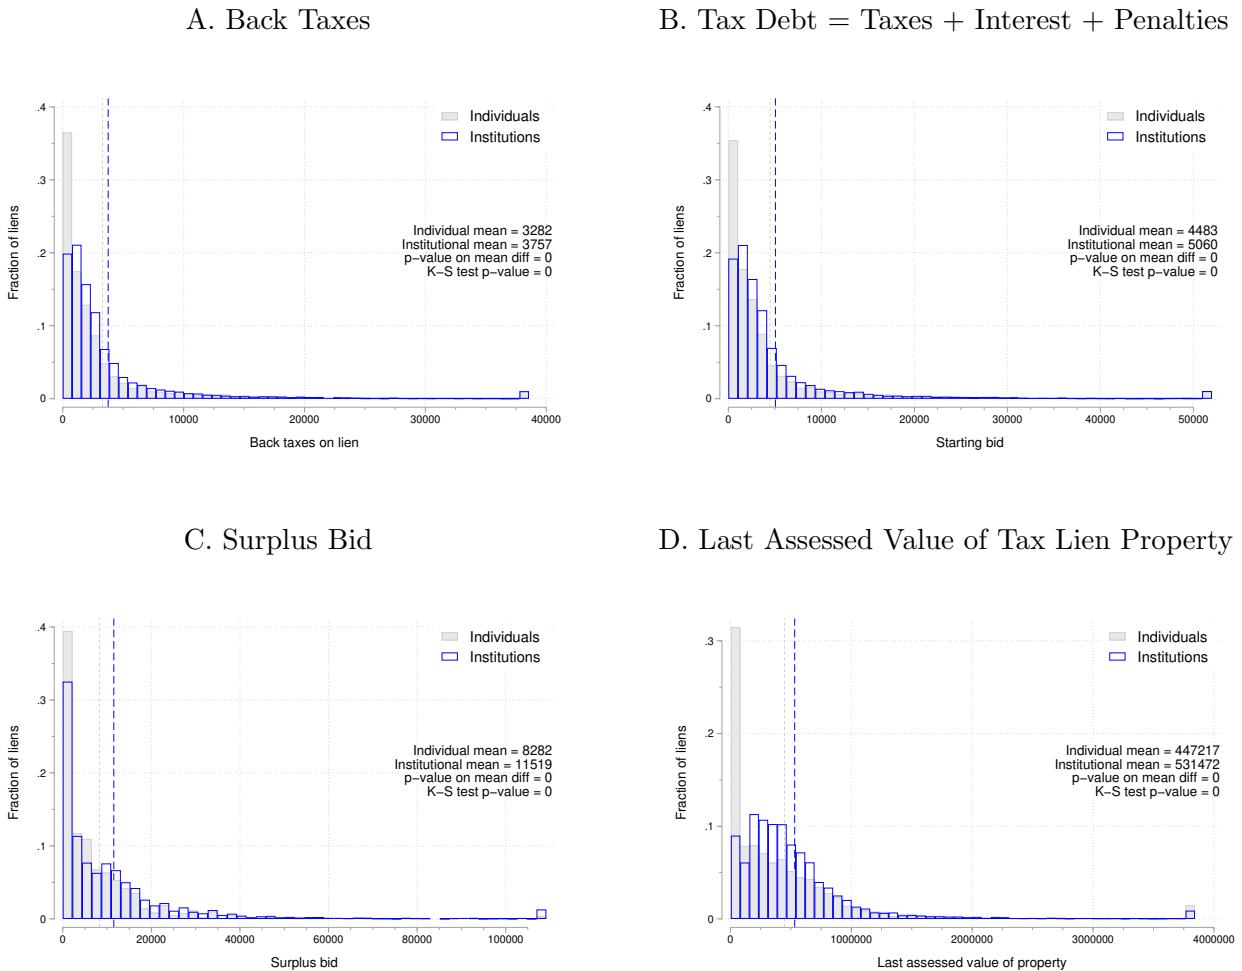 A. Back Taxes
B. Tax Debt = Taxes + Interest + Penalties
Fraction of liens
.4
.3
.2
.1
0
Individuals
Institutions
Individual mean = 3282
Institutional mean = 3757
p−value on mean diff = 0
K−S test p−value = 0
0
10000
20000
30000
40000
Back taxes on lien
Fraction of liens
.4
.3
.2
.1
0
Individuals
Institutions
Individual mean = 4483
Institutional mean = 5060
p−value on mean diff = 0
K−S test p−value = 0
0
10000
20000
30000
40000
50000
Starting bid
C. Surplus Bid
D. Last Assessed Value of Tax Lien Property
Fraction of liens
.4
.3
.2
.1
0
Individuals
Institutions
Individual mean = 8282
Institutional mean = 11519
p−value on mean diff = 0
K−S test p−value = 0
0
20000
40000
60000
80000
100000
Surplus bid
Fraction of liens
.3
.2
.1
0
Individuals
Institutions
Individual mean = 447217
Institutional mean = 531472
p−value on mean diff = 0
K−S test p−value = 0
0
1000000
2000000
3000000
4000000
Last assessed value of property